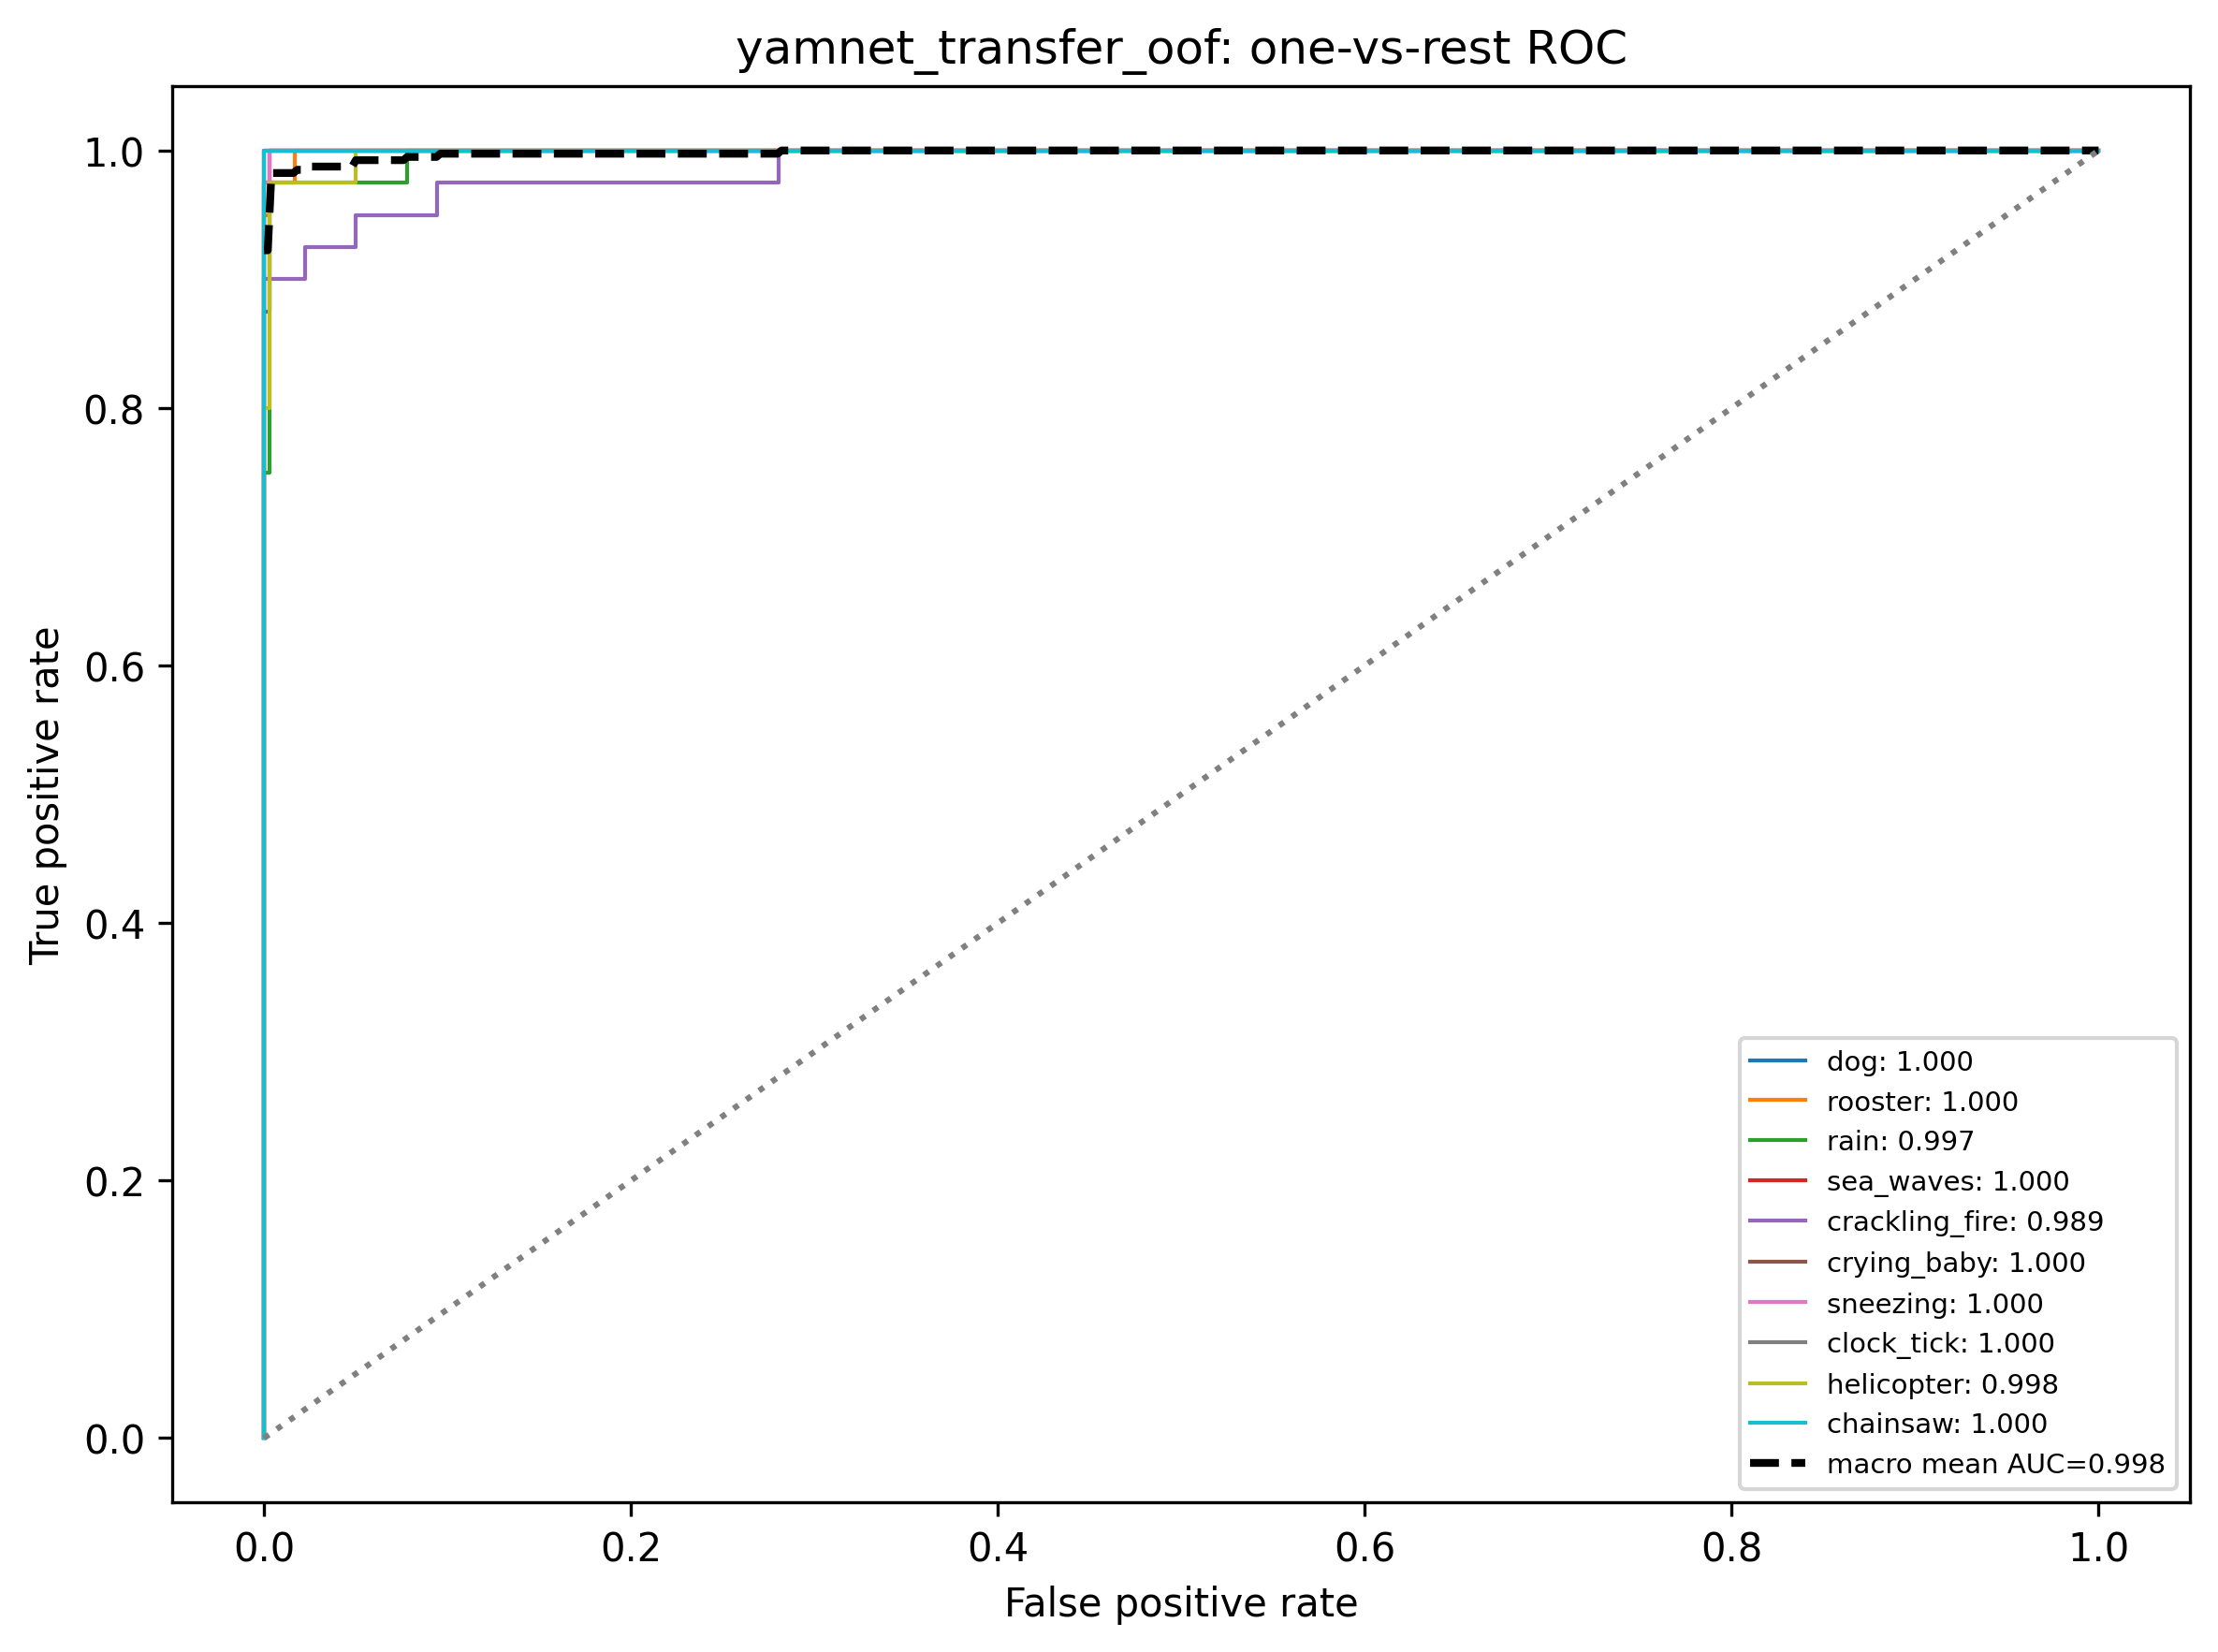 yamnet_transfer_oof: one-vs-rest ROC
1.0
0.8
0.6
0.4
0.2
0.0
True positive rate
0.0 0.2 0.4 0.6 0.8 1.0
False positive rate
dog: 1.000
rooster: 1.000
rain: 0.997
sea_waves: 1.000
crackling_fire: 0.989
crying_baby: 1.000
sneezing: 1.000
clock_tick: 1.000
helicopter: 0.998
chainsaw: 1.000
macro mean AUC=0.998